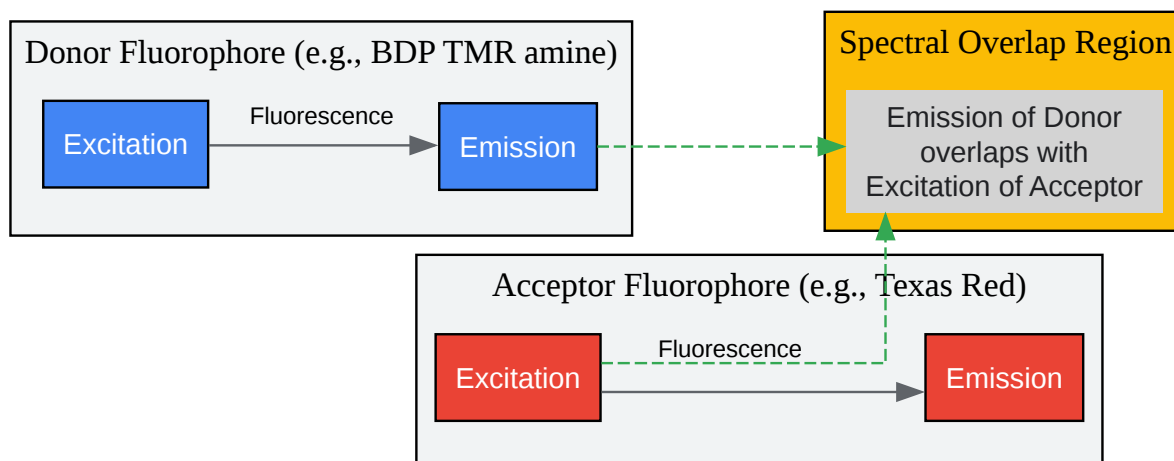 Donor Fluorophore (e.g., BDP TMR amine)
Excitation
Fluorescence
Emission
Spectral Overlap Region
Emission of Donor
overlaps with
Excitation of Acceptor
Acceptor Fluorophore (e.g., Texas Red)
Excitation
Fluorescence
Emission